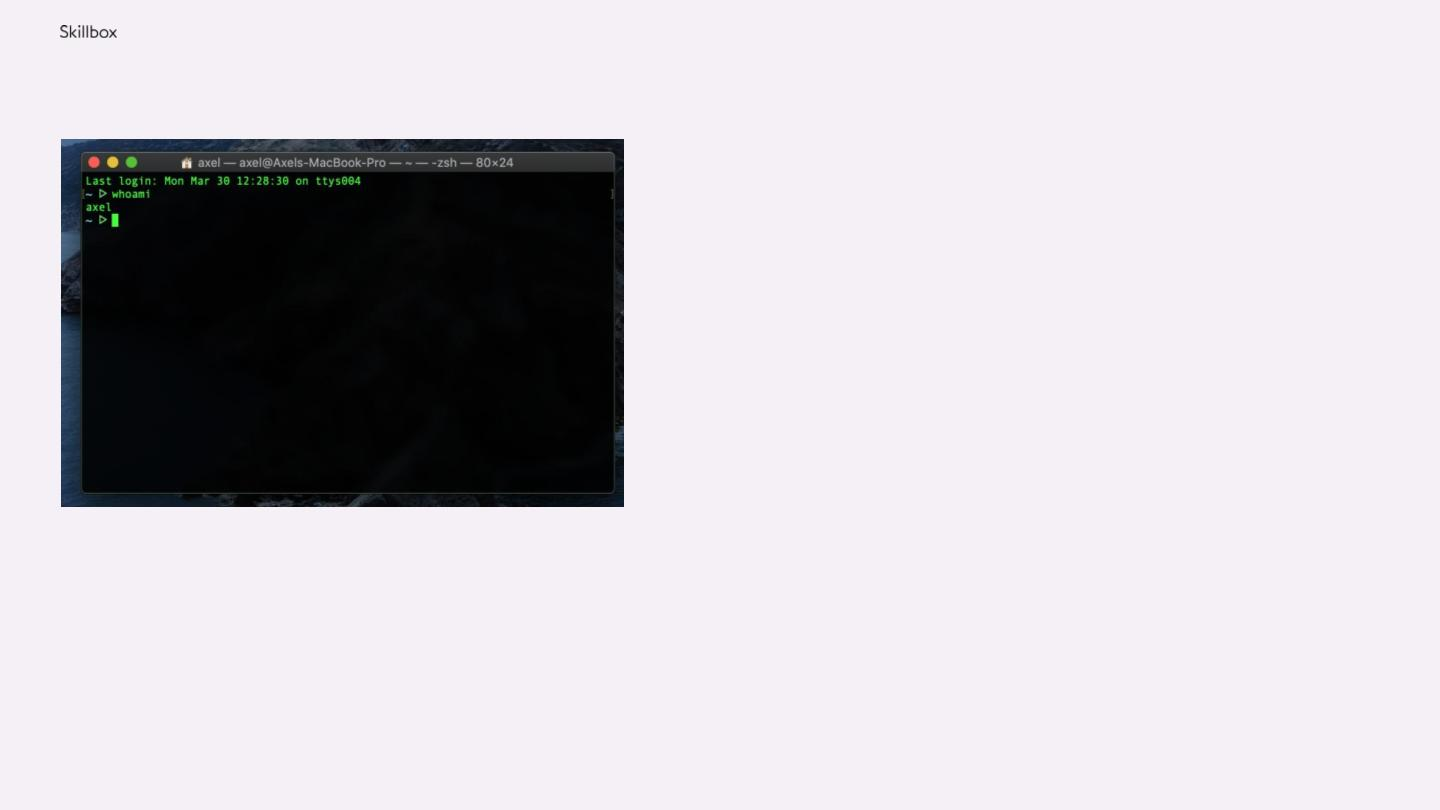 Skillbox
axel — axel@Axels-MacBook-Pro — ~ — -zsh — 80×24
Last login: Mon Mar 30 12:28:30 on ttys004
[~ ▷ whoami ]
axel
~ ▷